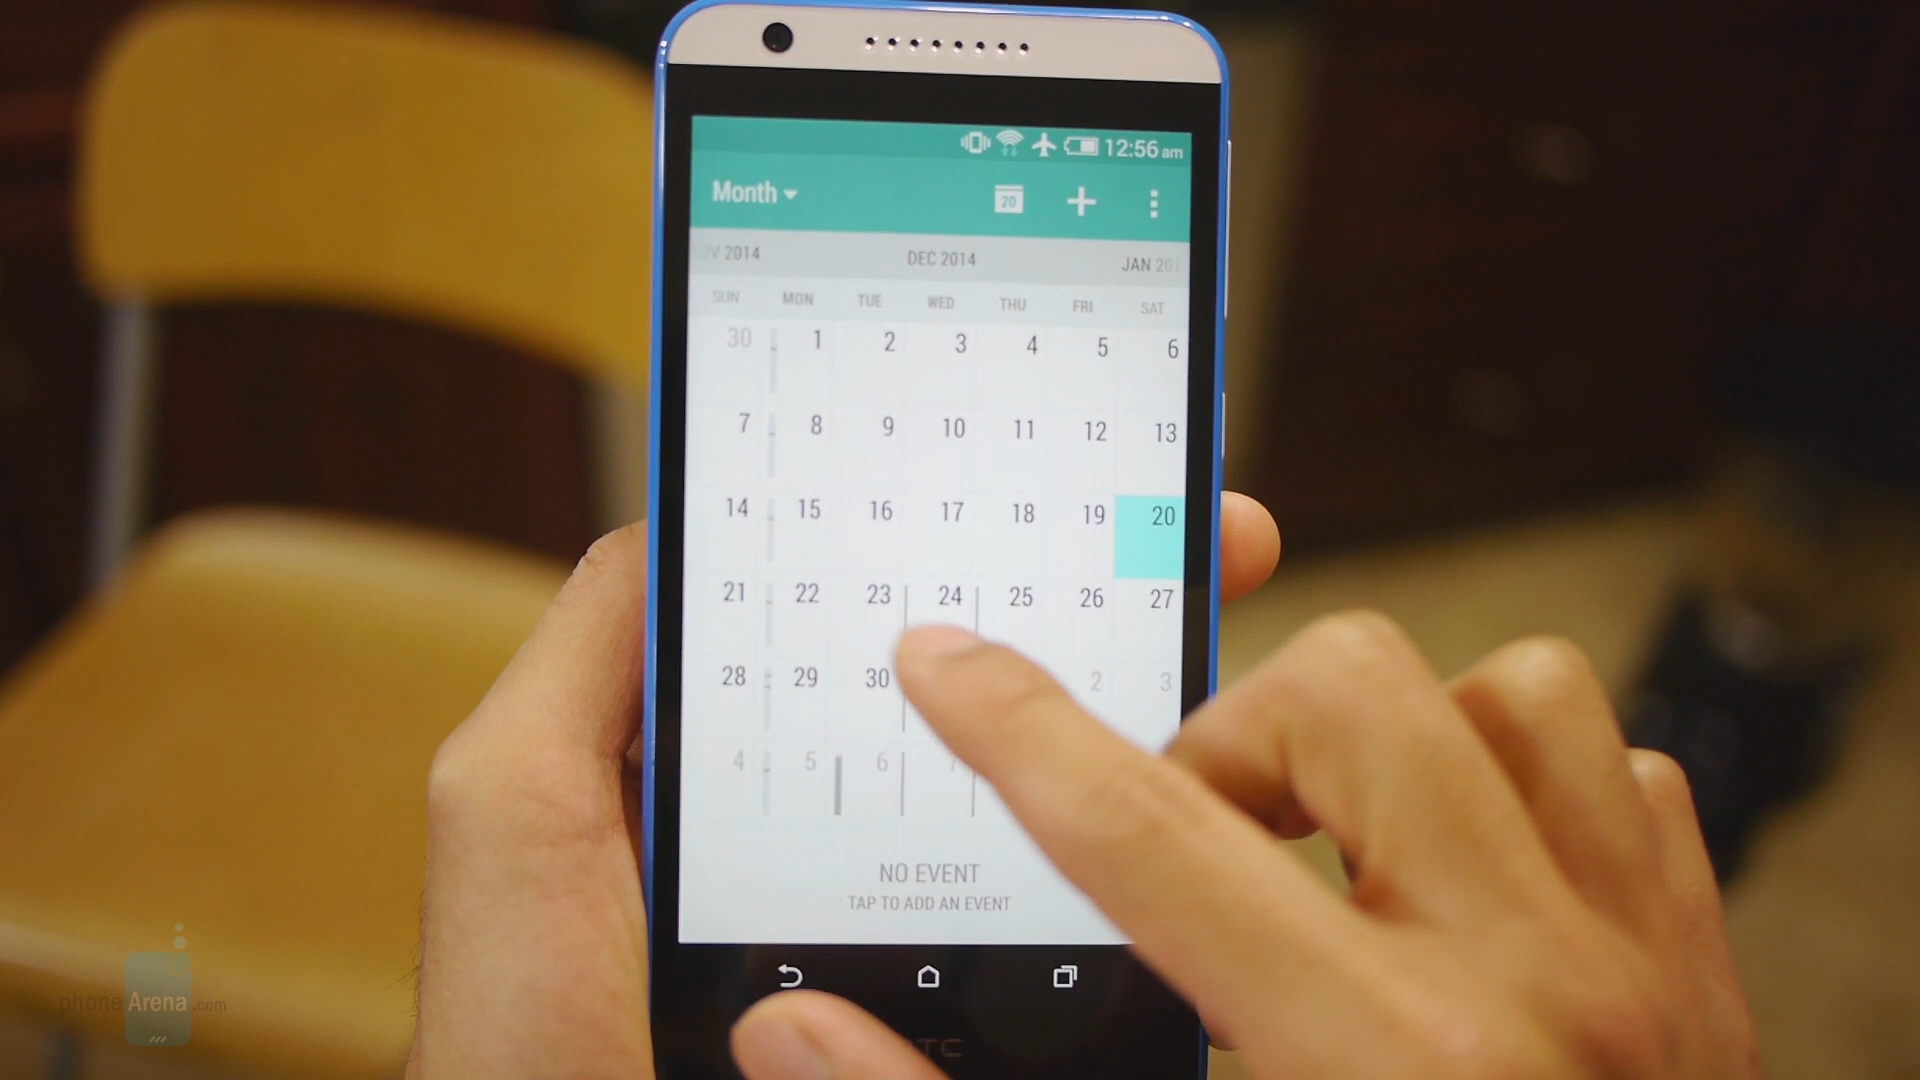 12:56 am
Month
20
2014
DEC 2014
JAN
SUN MON TUE WED THU FRI SAT
30 1 2 3 4 5 6
7 8 9 10 11 12 13
14 15 16 17 18 19 20
21 22 23 24 25 26 27
28 29 30 2 3
4 5 6 7
NO EVENT
TAP TO ADD AN EVENT
phoneArena.com